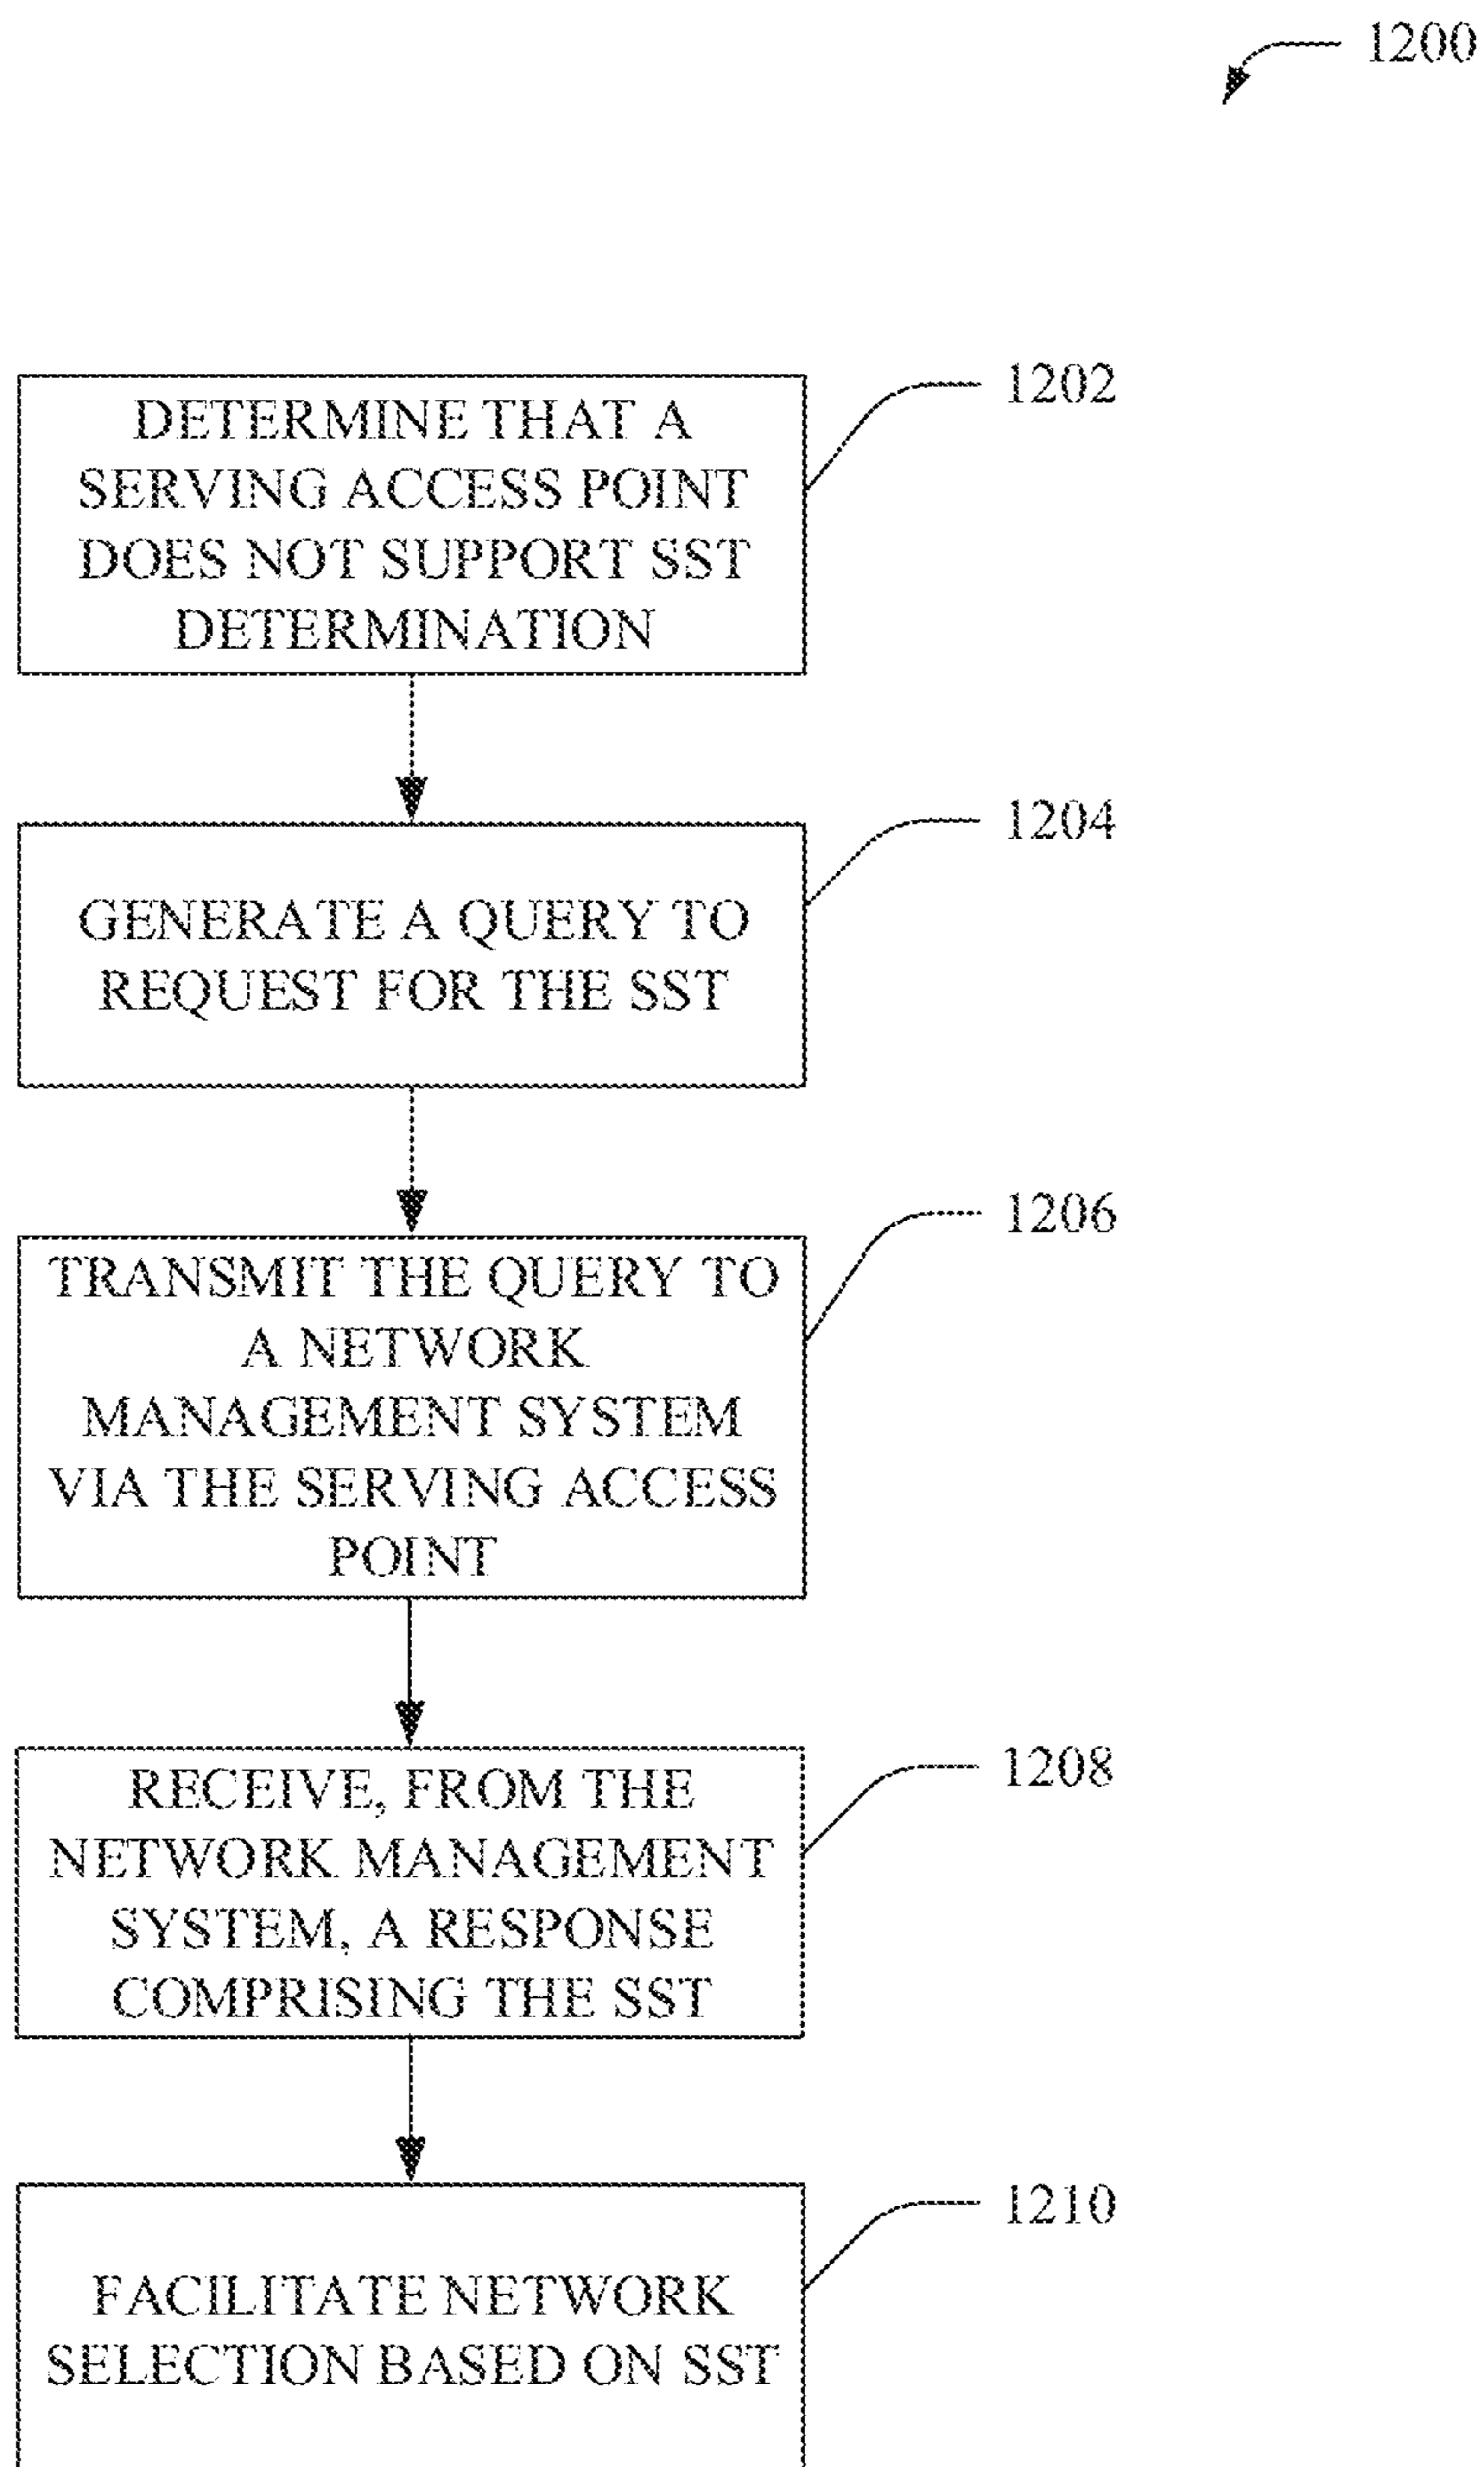 1200
DETERMINE THAT A
SERVING ACCESS POINT
DOES NOT SUPPORT SST
DETERMINATION
1202
GENERATE A QUERY TO
REQUEST FOR THE SST
1204
TRANSMIT THE QUERY TO
A NETWORK
MANAGEMENT SYSTEM
VIA THE SERVING ACCESS
POINT
1206
RECEIVE, FROM THE
NETWORK MANAGEMENT
SYSTEM, A RESPONSE
COMPRISING THE SST
1208
FACILITATE NETWORK
SELECTION BASED ON SST
1210